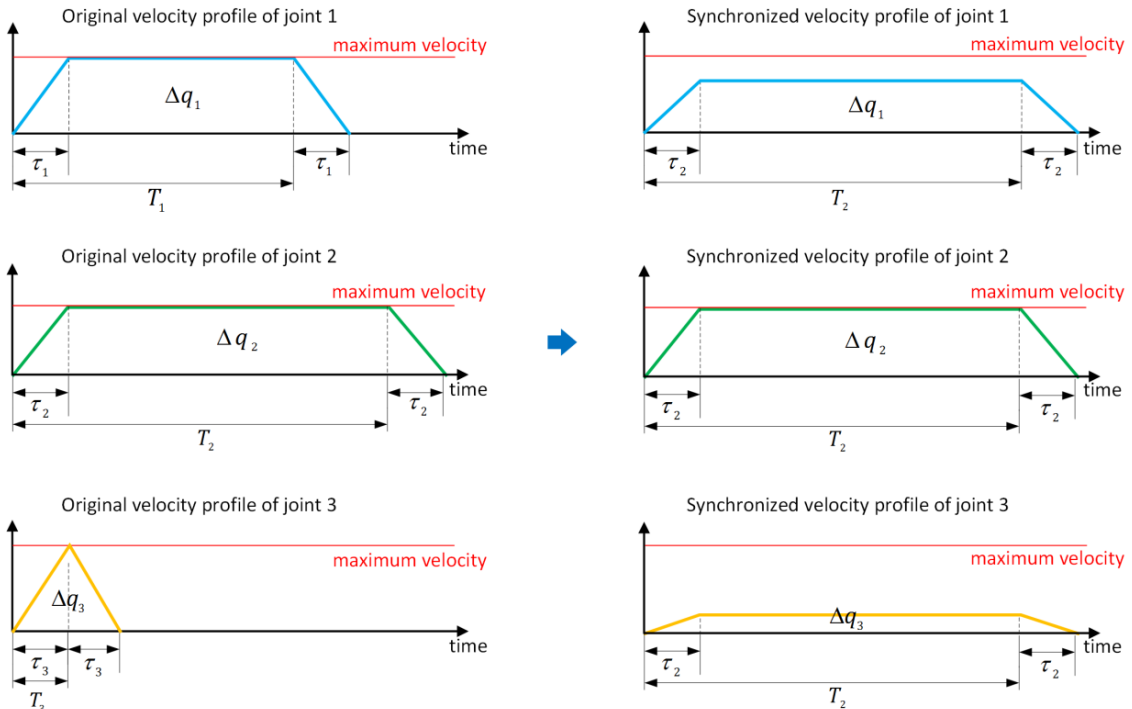 Original velocity profile of joint 1
maximum velocity
Δq₁
time
τ₁
τ₁
T₁
Synchronized velocity profile of joint 1
maximum velocity
Δq₁
time
τ₂
τ₂
T₂
Original velocity profile of joint 2
maximum velocity
Δq₂
time
τ₂
τ₂
T₂
Synchronized velocity profile of joint 2
maximum velocity
Δq₂
time
τ₂
τ₂
T₂
Original velocity profile of joint 3
maximum velocity
Δq₃
time
τ₃
τ₃
T₃
Synchronized velocity profile of joint 3
maximum velocity
Δq₃
time
τ₂
τ₂
T₂